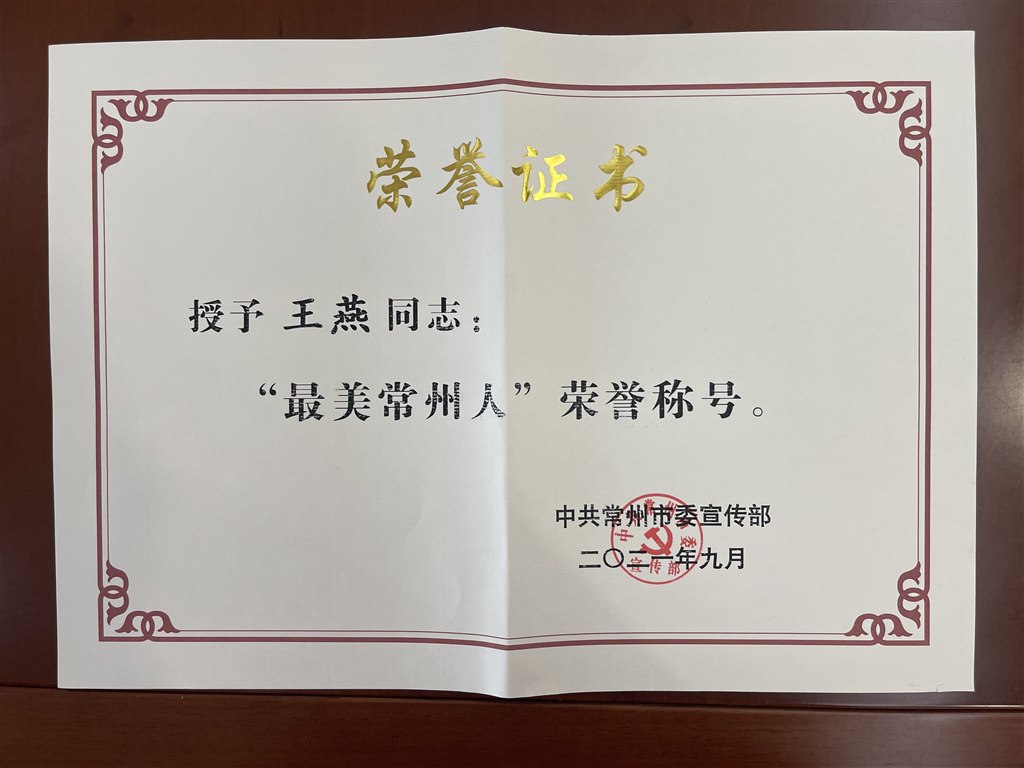 荣誉证书
授予 王燕 同志：
“最美常州人”荣誉称号。
中共常州市委宣传部
二〇二一年九月